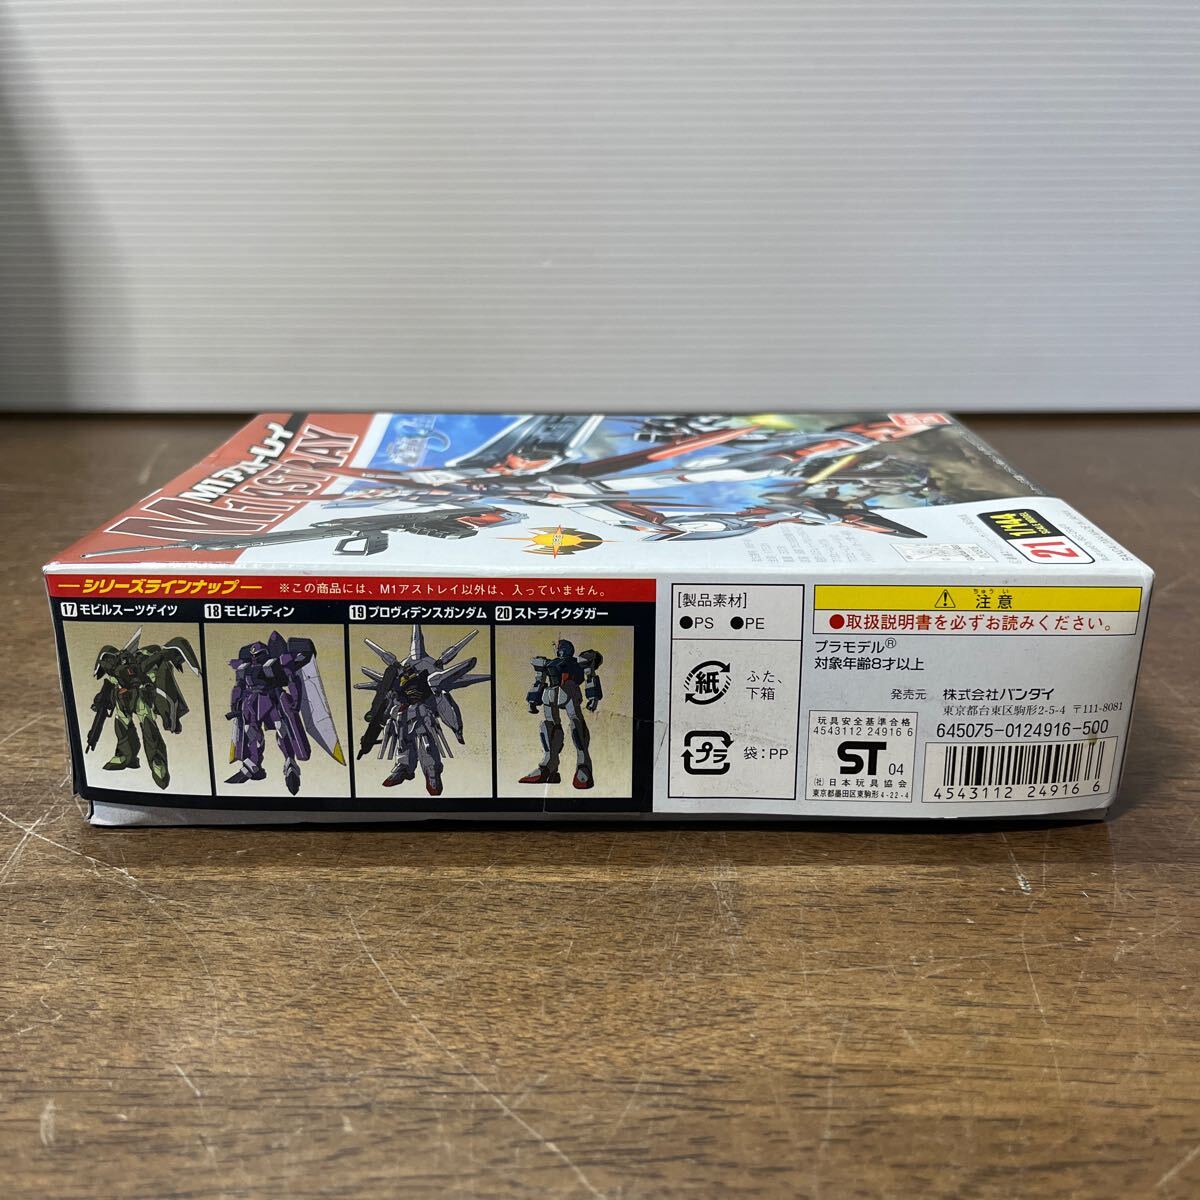 M1アストレイ
M1 ASTRAY
21
1/144
シリーズラインナップ
※この商品には、M1アストレイ以外は、入っていません。
17 モビルスーツゲイツ
18 モビルディン
19 プロヴィデンスガンダム
20 ストライクダガー
[製品素材]
●PS ●PE
紙
ふた、
下箱
プラ
袋:PP
ちゅう い
注意
●取扱説明書を必ずお読みください。
プラモデル®
対象年齢8才以上
発売元 株式会社バンダイ
東京都台東区駒形2-5-4 〒111-8081
玩具安全基準合格
4543112 24916 6
ST 04
(社)日本玩具協会
東京都墨田区東駒形4-22-4
645075-0124916-500
4543112 249166